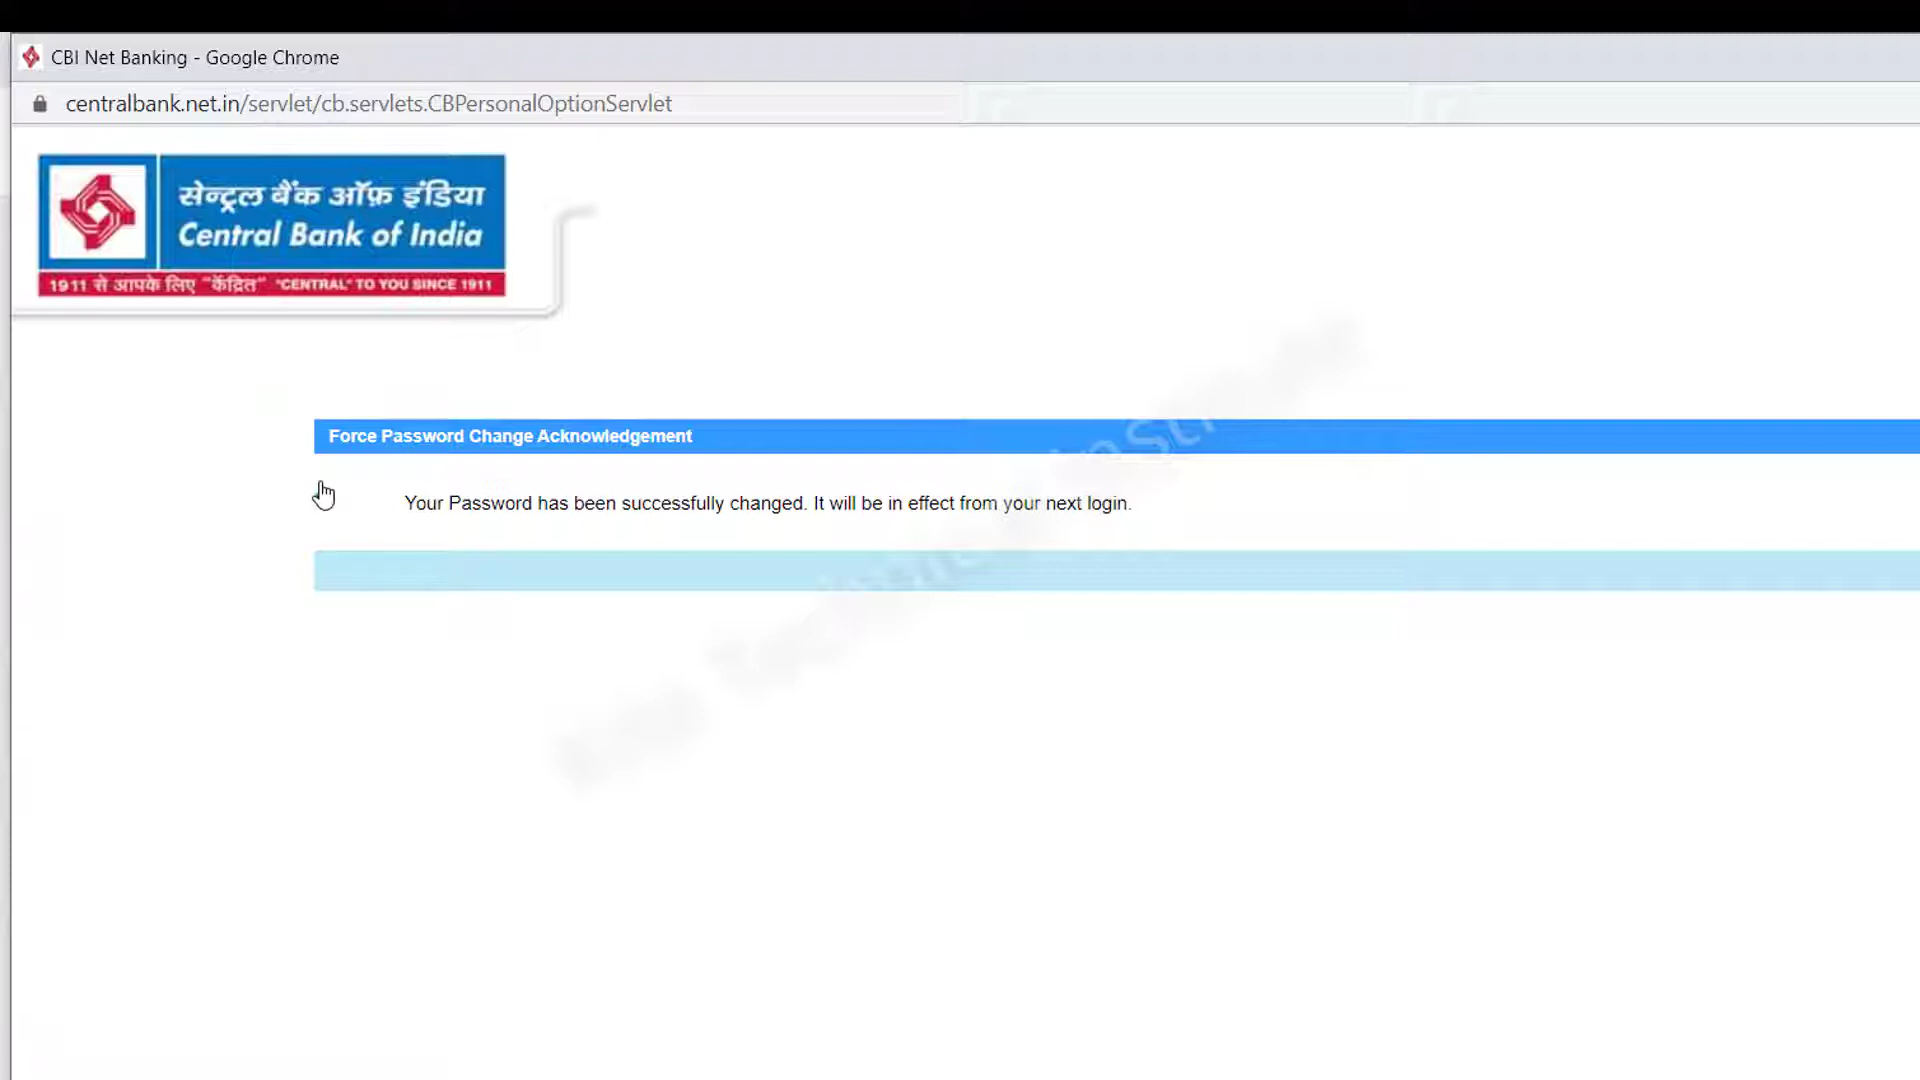 CBI Net Banking - Google Chrome
centralbank.net.in/servlet/cb.servlets.CBPersonalOptionServlet
सेन्ट्रल बैंक ऑफ़ इंडिया
Central Bank of India
1911 से आपके लिए "केंद्रित" "CENTRAL" TO YOU SINCE 1911
Force Password Change Acknowledgement
Your Password has been successfully changed. It will be in effect from your next login.